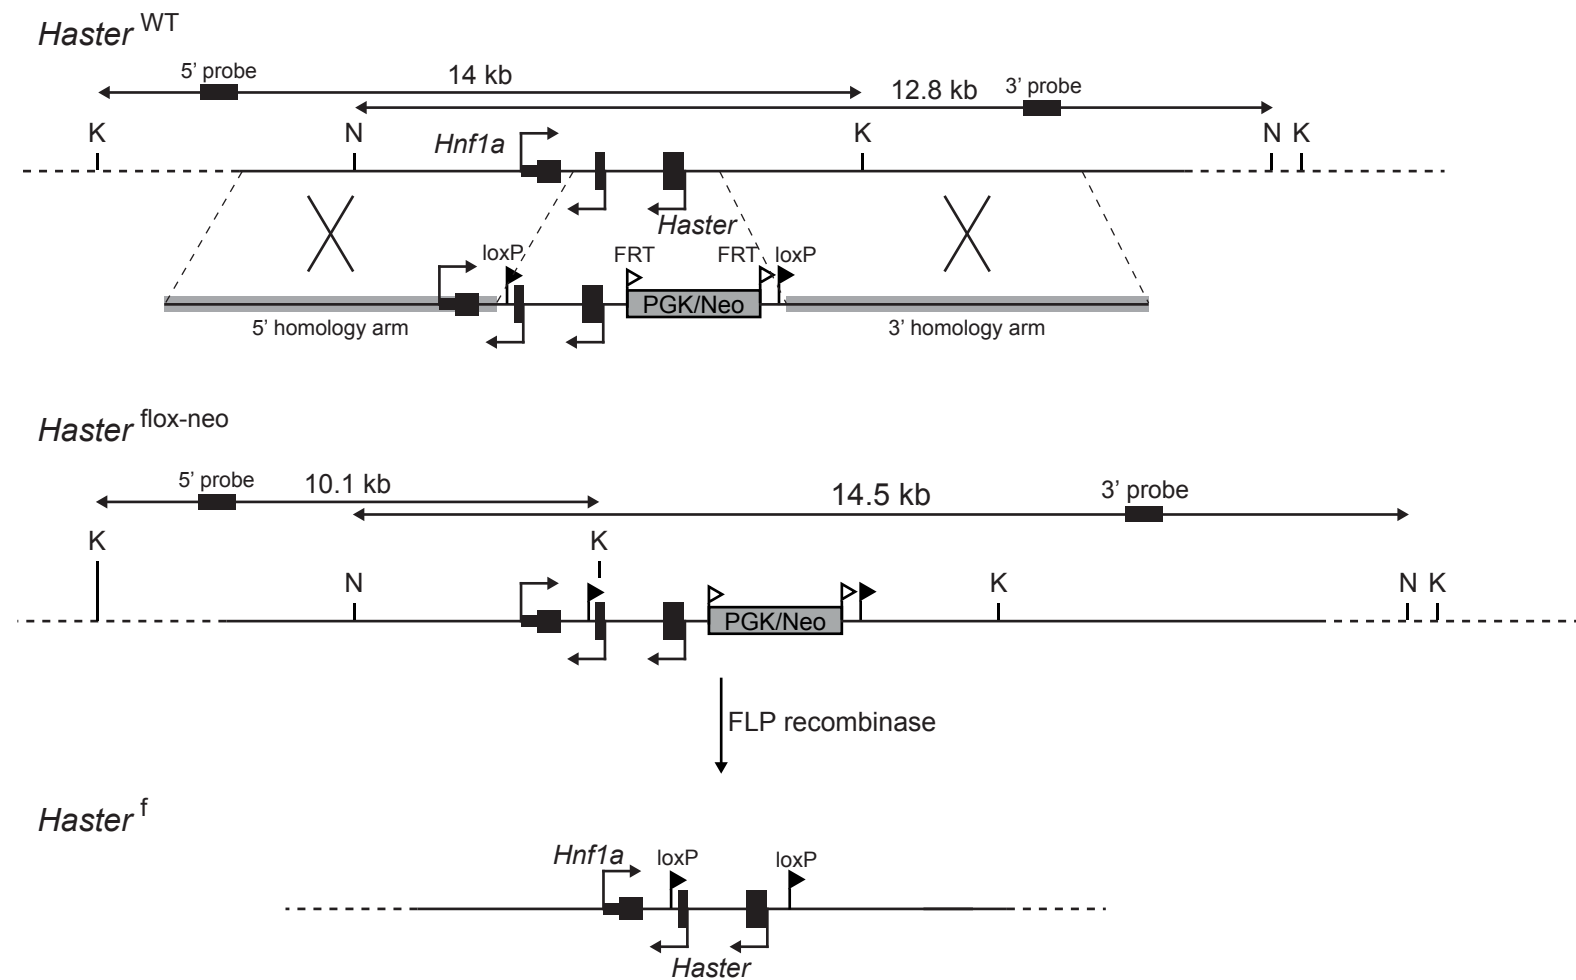 Haster WT
5’ probe
14 kb
12.8 kb
3’ probe
K
N
Hnf1a
K
N K
Haster
loxP
FRT
FRT
loxP
PGK/Neo
5’ homology arm
3’ homology arm
Haster flox-neo
5’ probe
10.1 kb
14.5 kb
3’ probe
K
K
N
K
N K
PGK/Neo
FLP recombinase
Haster f
Hnf1a
loxP
loxP
Haster